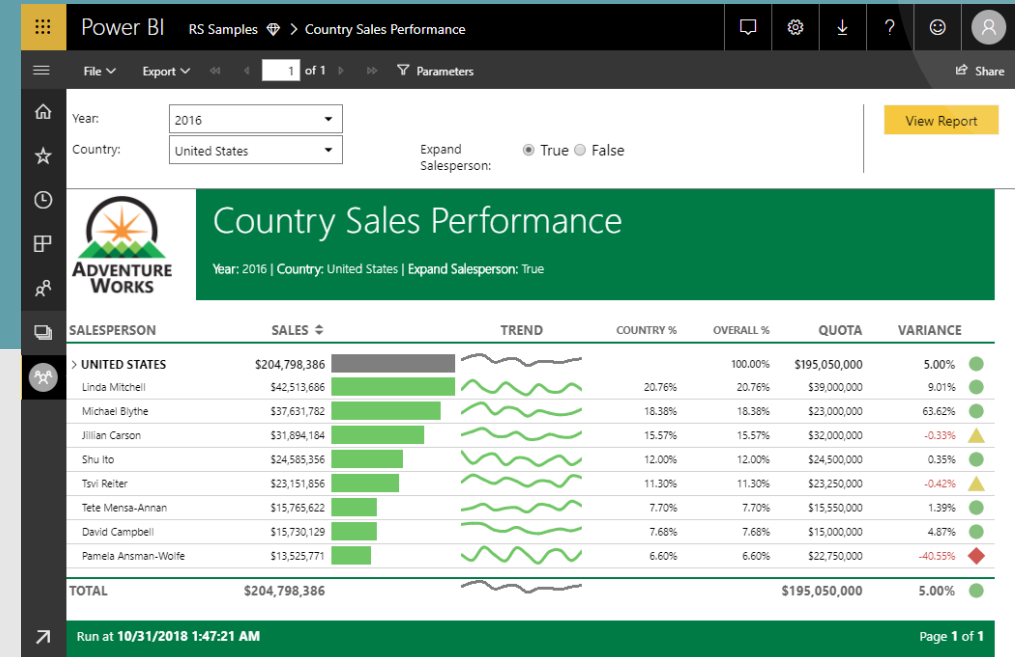 Power BI RS Samples > Country Sales Performance ?
File Export 1 of 1 Parameters Share
Year: 2016 View Report
Country: United States Expand Salesperson: True False
ADVENTURE WORKS
Country Sales Performance
Year: 2016 | Country: United States | Expand Salesperson: True
SALESPERSON SALES TREND COUNTRY % OVERALL % QUOTA VARIANCE
> UNITED STATES $204,798,386 100.00% $195,050,000 5.00%
Linda Mitchell $42,513,686 20.76% 20.76% $39,000,000 9.01%
Michael Blythe $37,631,782 18.38% 18.38% $23,000,000 63.62%
Jillian Carson $31,894,184 15.57% 15.57% $32,000,000 -0.33%
Shu Ito $24,585,356 12.00% 12.00% $24,500,000 0.35%
Tsvi Reiter $23,151,856 11.30% 11.30% $23,250,000 -0.42%
Tete Mensa-Annan $15,765,622 7.70% 7.70% $15,550,000 1.39%
David Campbell $15,730,129 7.68% 7.68% $15,000,000 4.87%
Pamela Ansman-Wolfe $13,525,771 6.60% 6.60% $22,750,000 -40.55%
TOTAL $204,798,386 $195,050,000 5.00%
Run at 10/31/2018 1:47:21 AM Page 1 of 1